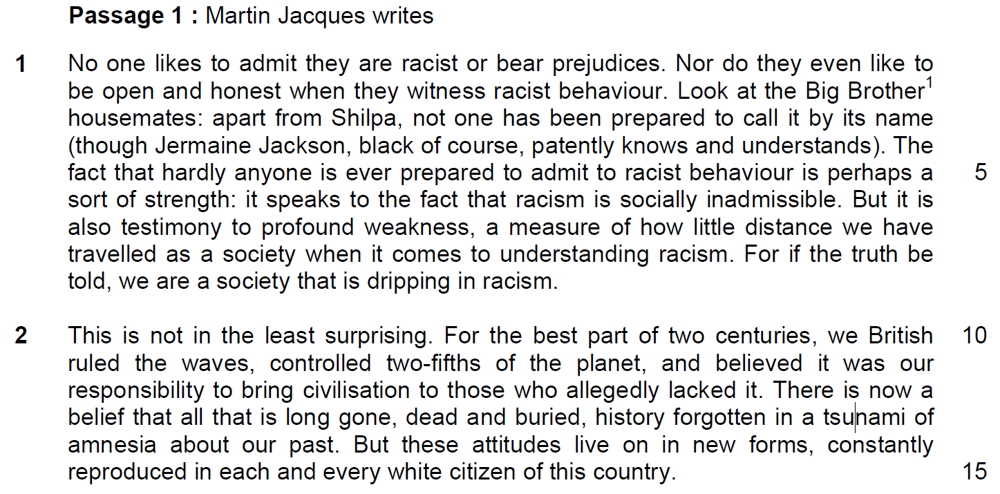 Passage 1 : Martin Jacques writes
1 No one likes to admit they are racist or bear prejudices. Nor do they even like to
be open and honest when they witness racist behaviour. Look at the Big Brother1
housemates: apart from Shilpa, not one has been prepared to call it by its name
(though Jermaine Jackson, black of course, patently knows and understands). The
fact that hardly anyone is ever prepared to admit to racist behaviour is perhaps a 5
sort of strength: it speaks to the fact that racism is socially inadmissible. But it is
also testimony to profound weakness, a measure of how little distance we have
travelled as a society when it comes to understanding racism. For if the truth be
told, we are a society that is dripping in racism.
2 This is not in the least surprising. For the best part of two centuries, we British 10
ruled the waves, controlled two-fifths of the planet, and believed it was our
responsibility to bring civilisation to those who allegedly lacked it. There is now a
belief that all that is long gone, dead and buried, history forgotten in a tsunami of
amnesia about our past. But these attitudes live on in new forms, constantly
reproduced in each and every white citizen of this country. 15